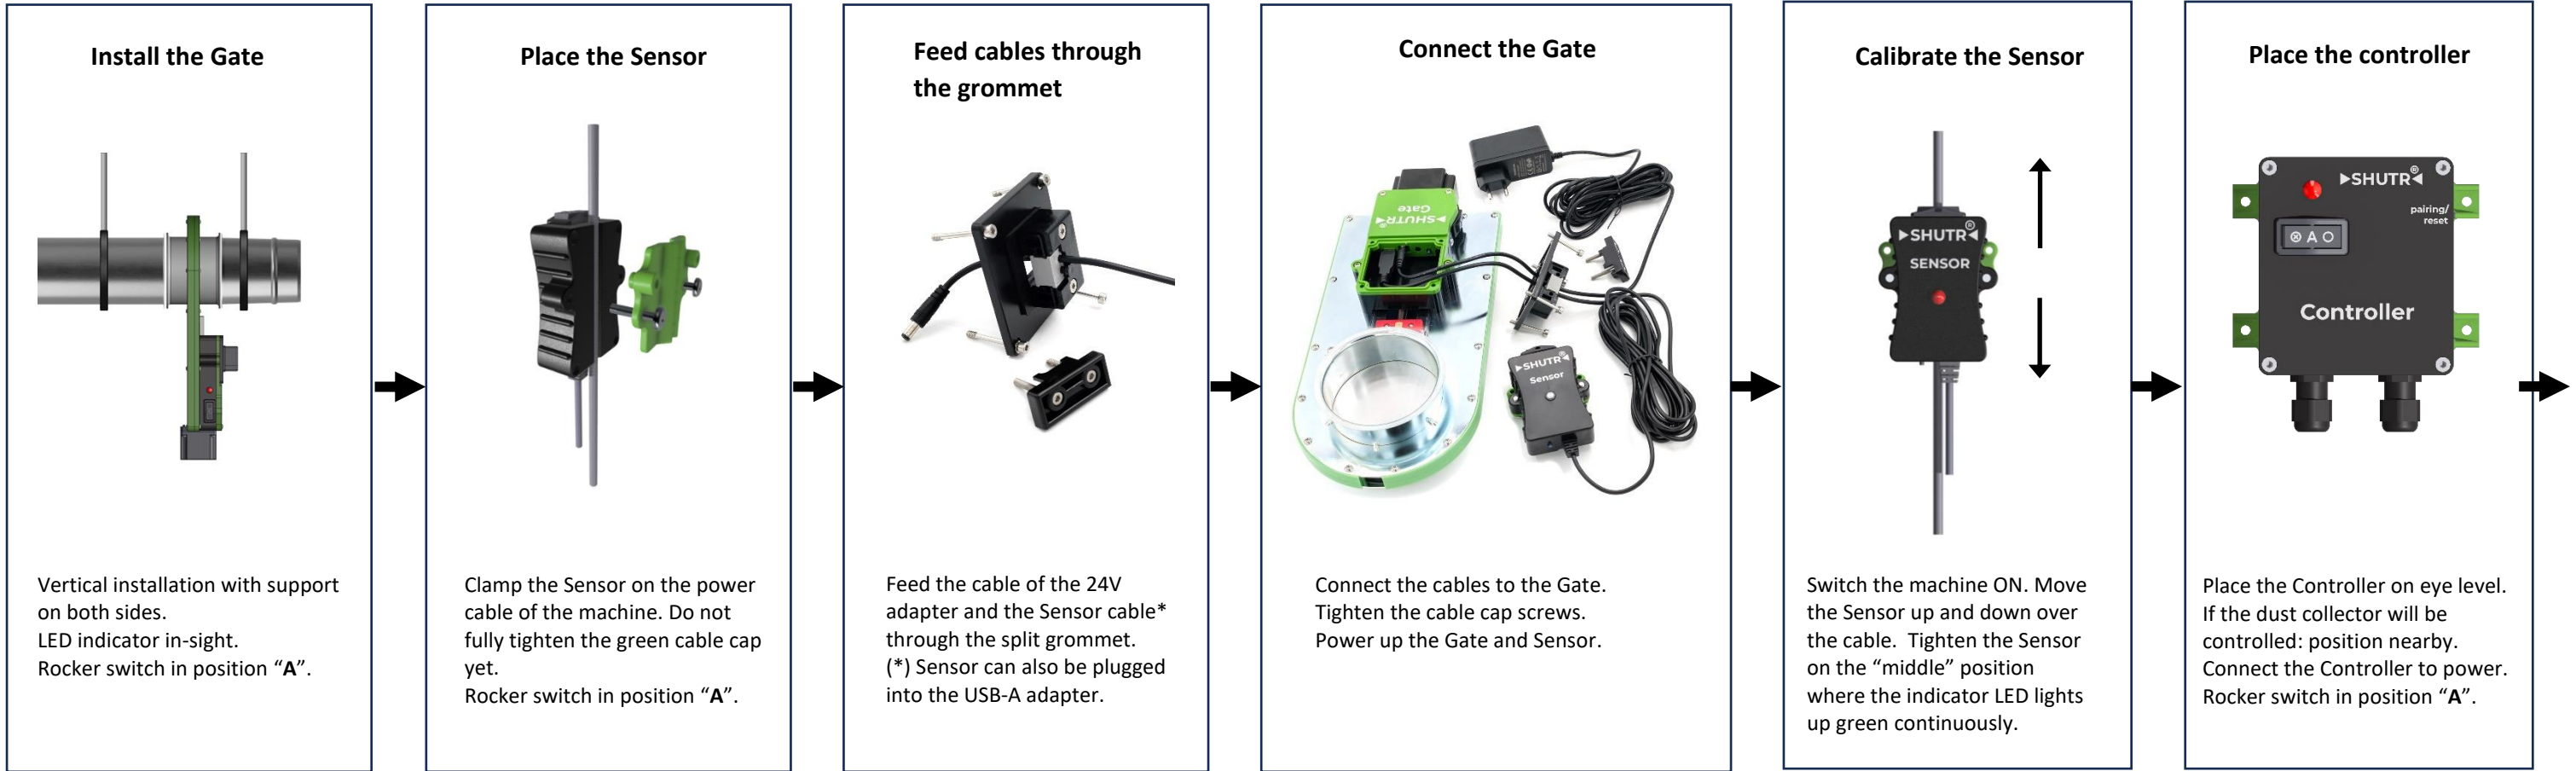 Install the Gate
Vertical installation with support
on both sides.
LED indicator in-sight.
Rocker switch in position “A”.
Place the Sensor
Clamp the Sensor on the power
cable of the machine. Do not
fully tighten the green cable cap
yet.
Rocker switch in position “A”.
Feed cables through
the grommet
Feed the cable of the 24V
adapter and the Sensor cable*
through the split grommet.
(*) Sensor can also be plugged
into the USB-A adapter.
Connect the Gate
SHUTR
Gate
SHUTR
Sensor
Connect the cables to the Gate.
Tighten the cable cap screws.
Power up the Gate and Sensor.
Calibrate the Sensor
SHUTR®
SENSOR
Switch the machine ON. Move
the Sensor up and down over
the cable. Tighten the Sensor
on the “middle” position
where the indicator LED lights
up green continuously.
Place the controller
SHUTR®
pairing/
reset
⊗ A O
Controller
Place the Controller on eye level.
If the dust collector will be
controlled: position nearby.
Connect the Controller to power.
Rocker switch in position “A”.